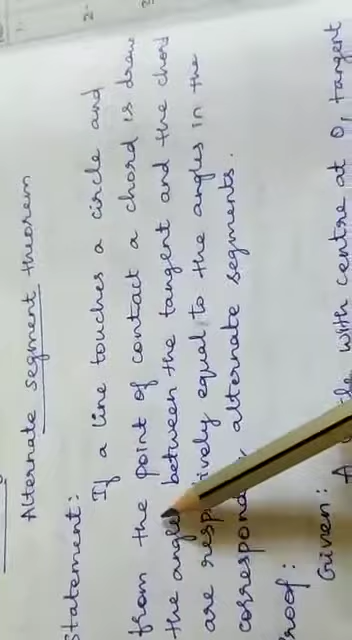 Alternate segment theorem
Statement:
If a line touches a circle and
from the point of contact a chord is drawn
the angles between the tangent and the chord
are respectively equal to the angles in the
corresponding alternate segments.
Proof:
Given: A with centre at O, tangent